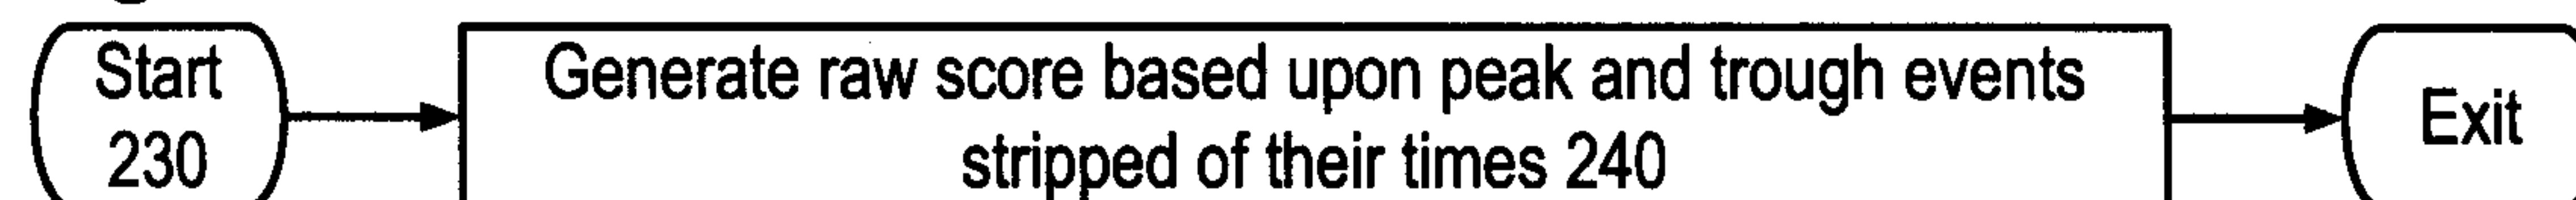 Start
230
Generate raw score based upon peak and trough events
stripped of their times 240
Exit